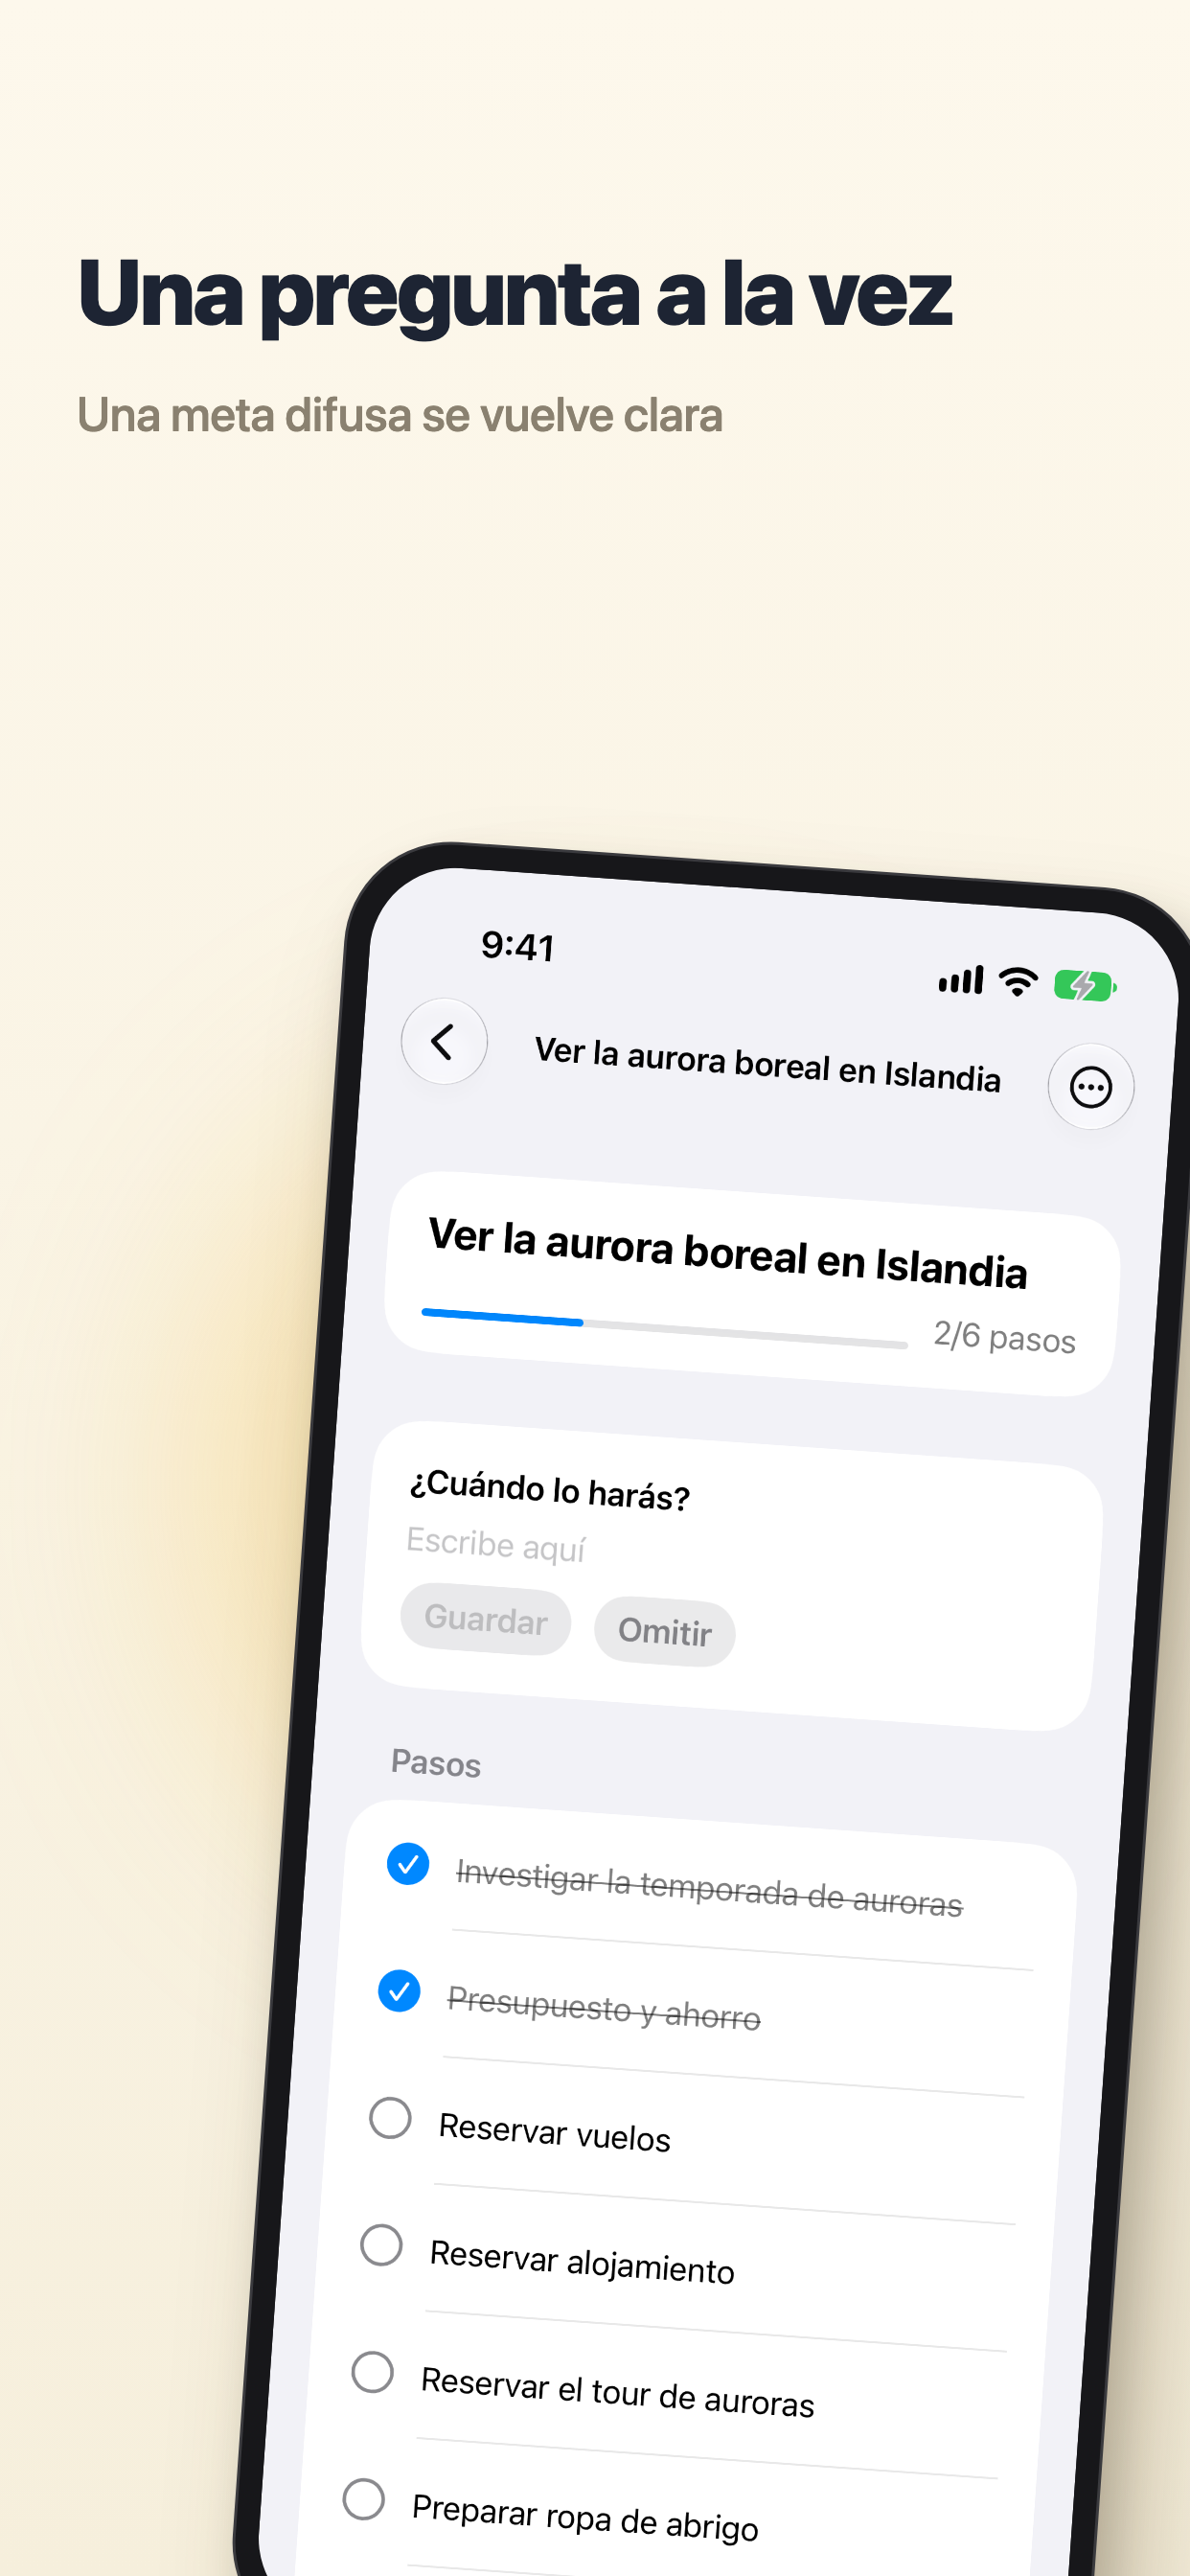 Una pregunta a la vez
Una meta difusa se vuelve clara
9:41
Ver la aurora boreal en Islandia
Ver la aurora boreal en Islandia
2/6 pasos
¿Cuándo lo harás?
Escribe aquí
Guardar
Omitir
Pasos
Investigar la temporada de auroras
Presupuesto y ahorro
Reservar vuelos
Reservar alojamiento
Reservar el tour de auroras
Preparar ropa de abrigo